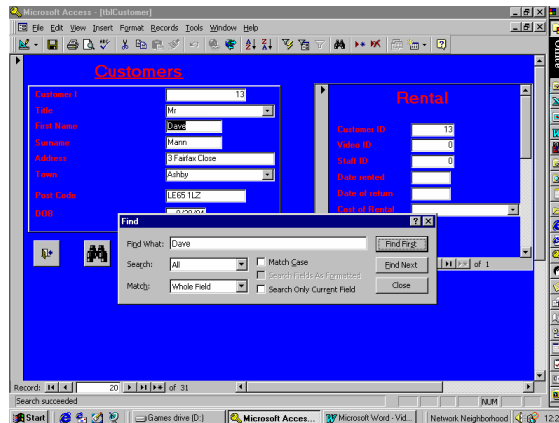 Microsoft Access - [tblCustomer]
File Edit View Insert Format Records Tools Window Help
Customers
Title
Mr
First Name
Dave
Surname
Mann
Address
3 Fairfax Close
Town
Ashby
Post Code
LE65 1LZ
DOB
13
Rental
Customer ID
13
Video ID
0
Staff ID
0
Date rented
Date of return
Cost of Rental
of 1
Find
Find What: Dave
Find First
Search: All
Match Case
Find Next
Search Fields As Formatted
Match: Whole Field
Search Only Current Field
Close
Record: 20 of 31
Search succeeded
NUM
Start
Games drive (D:)
Microsoft Acces...
Microsoft Word - Vid...
Network Neighborhood
Office